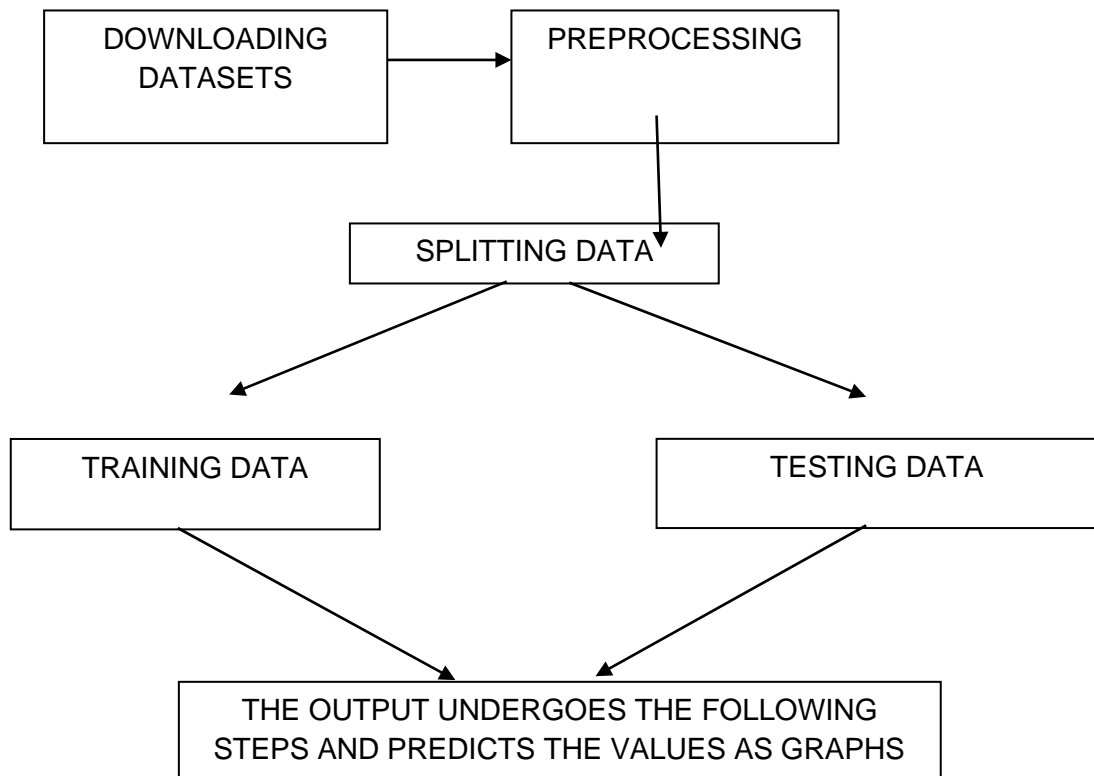 DOWNLOADING
DATASETS
PREPROCESSING
SPLITTING DATA
TRAINING DATA
TESTING DATA
THE OUTPUT UNDERGOES THE FOLLOWING
STEPS AND PREDICTS THE VALUES AS GRAPHS